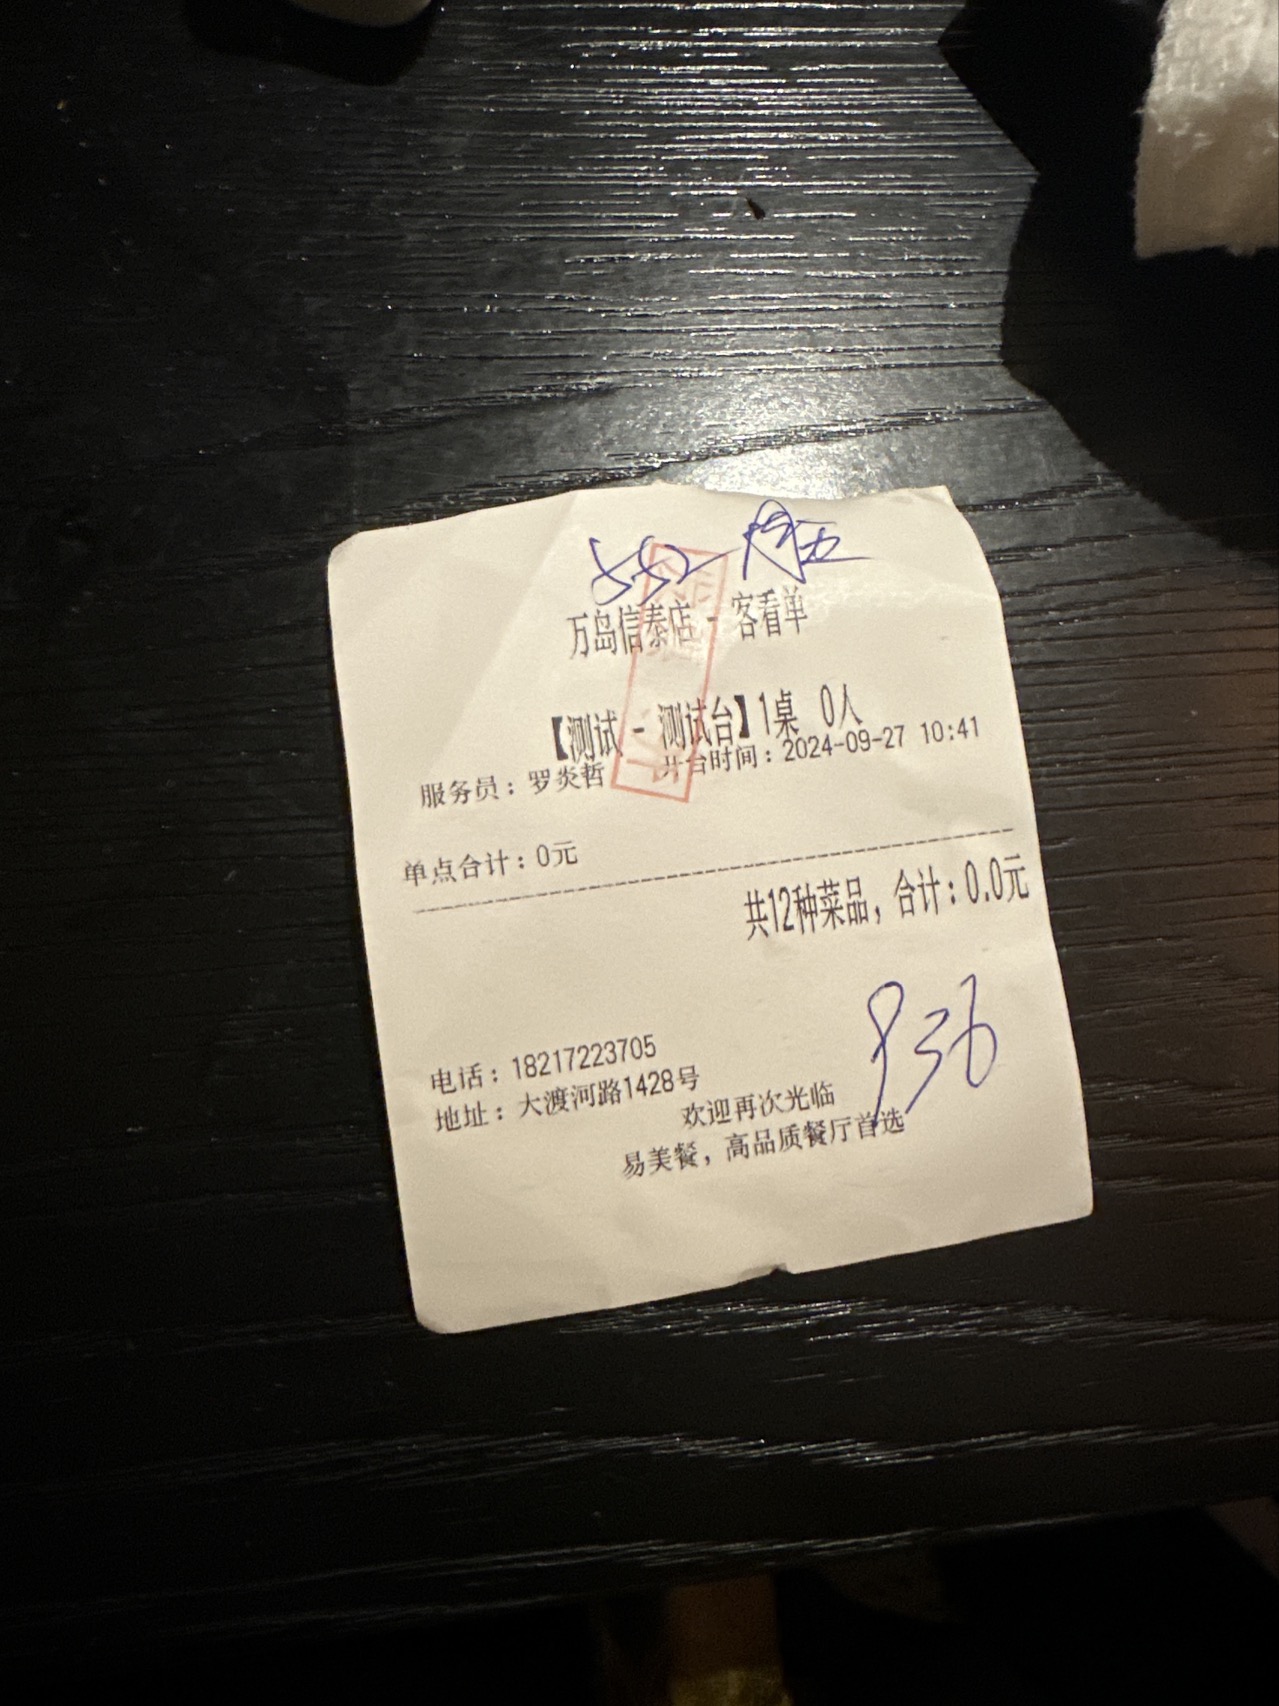 552
万岛信泰店 - 客看单
【测试 - 测试台】1桌 0人
服务员：罗炎哲 开台时间：2024-09-27 10:41
单点合计：0元
共12种菜品，合计：0.0元
936
电话：18217223705
地址：大渡河路1428号
欢迎再次光临
易美餐，高品质餐厅首选